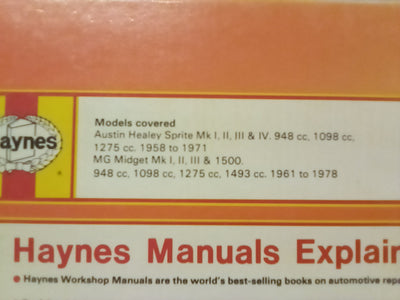 Models covered
Austin Healey Sprite Mk I, II, III & IV. 948 cc, 1098 cc,
1275 cc. 1958 to 1971
MG Midget Mk I, II, III & 1500.
948 cc, 1098 cc, 1275 cc, 1493 cc. 1961 to 1978
aynes
Haynes Manuals Explain
• Haynes Workshop Manuals are the world's best-selling books on automotive repa